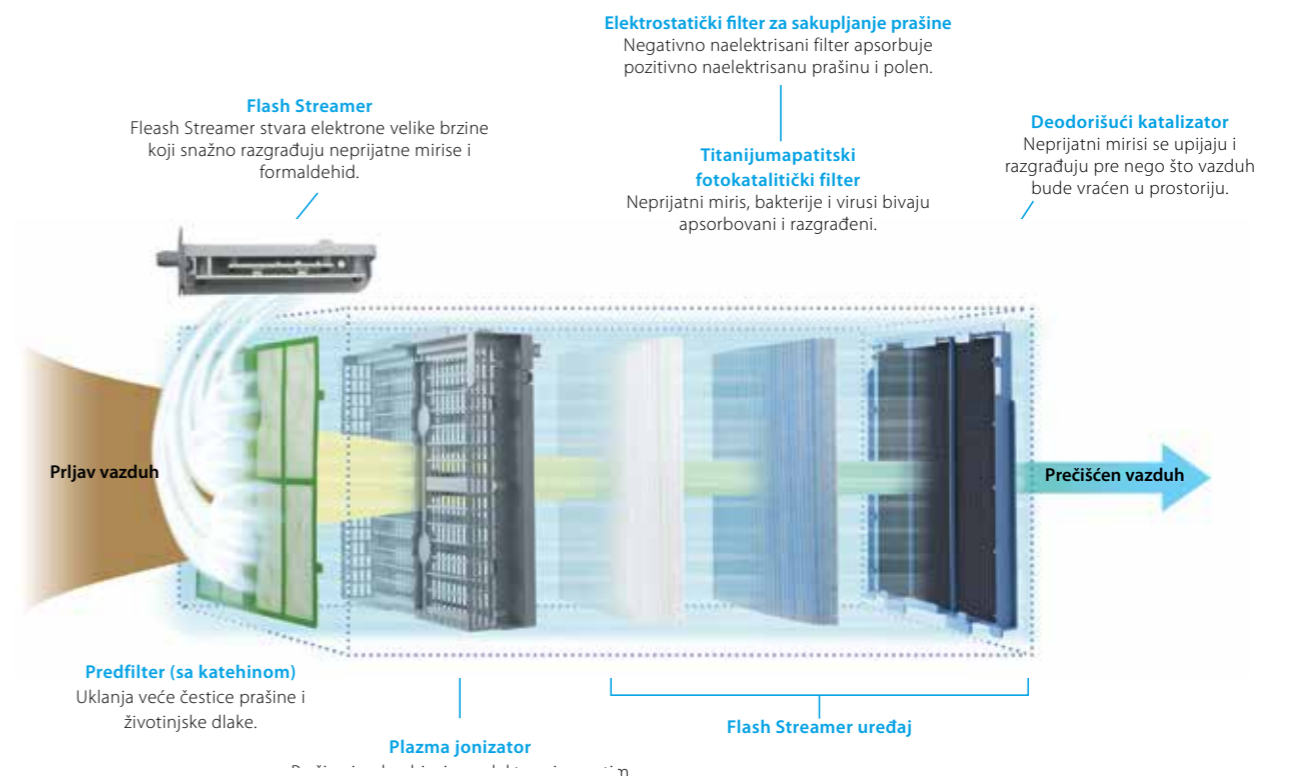 Elektrostatički filter za sakupljanje prašine
Negativno naelektrisani filter apsorbuje
pozitivno naelektrisanu prašinu i polen.
Flash Streamer
Fleash Streamer stvara elektrone velike brzine
koji snažno razgrađuju neprijatne mirise i
formaldehid.
Titanijumapatitski
fotokatalitički filter
Neprijatni miris, bakterije i virusi bivaju
apsorbovani i razgrađeni.
Deodorišući katalizator
Neprijatni mirisi se upijaju i
razgrađuju pre nego što vazduh
bude vraćen u prostoriju.
Prljav vazduh
Prečišćen vazduh
Predfilter (sa katehinom)
Uklanja veće čestice prašine i
životinjske dlake.
Flash Streamer uređaj
Plazma jonizator